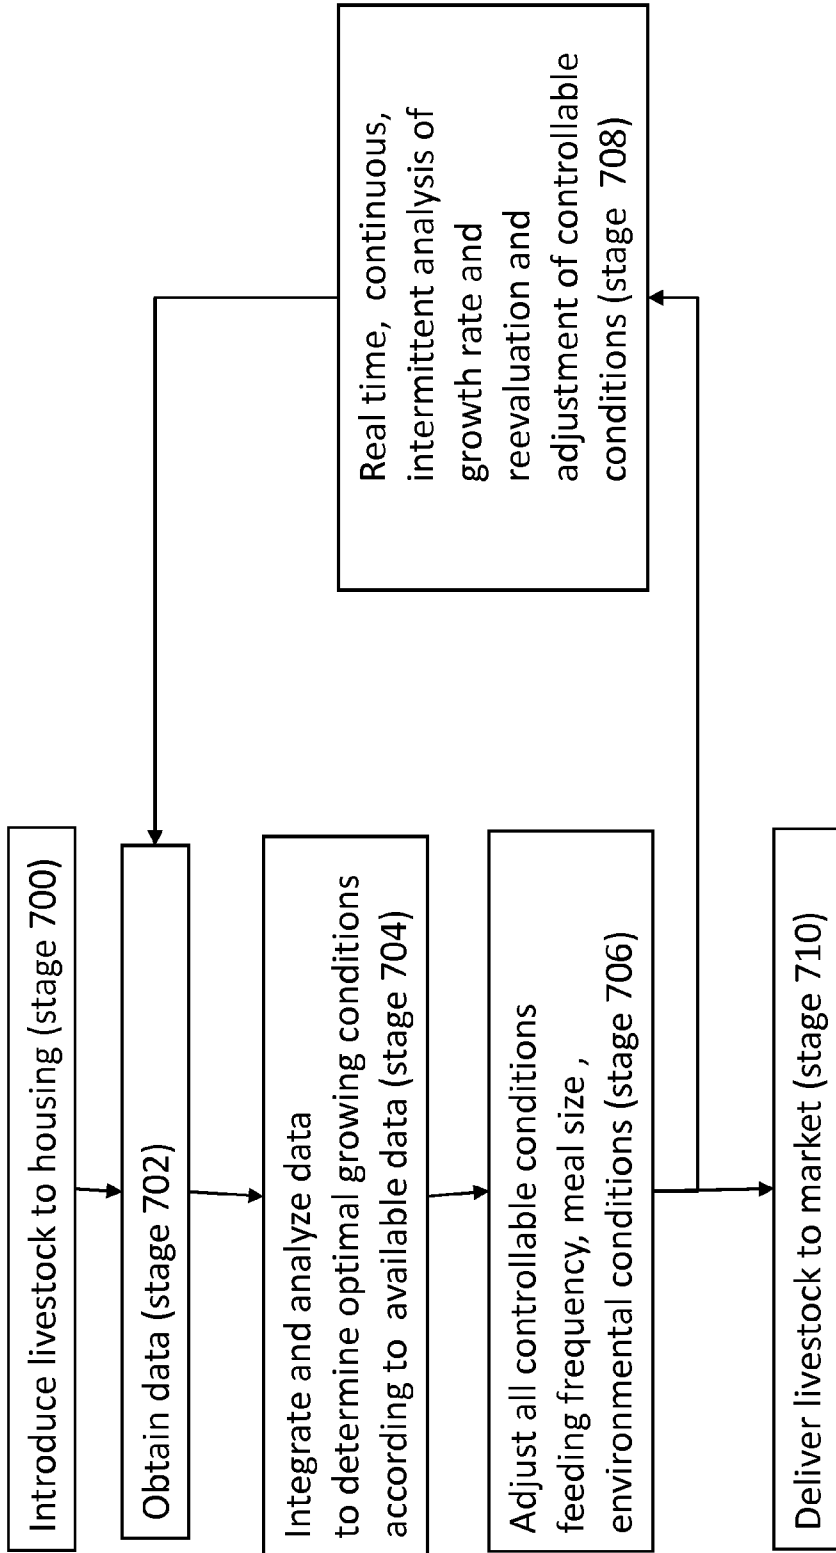 Introduce livestock to housing (stage 700)
Obtain data (stage 702)
Integrate and analyze data
to determine optimal growing conditions
according to available data (stage 704)
Adjust all controllable conditions
feeding frequency, meal size ,
environmental conditions (stage 706)
Deliver livestock to market (stage 710)
Real time, continuous,
intermittent analysis of
growth rate and
reevaluation and
adjustment of controllable
conditions (stage 708)